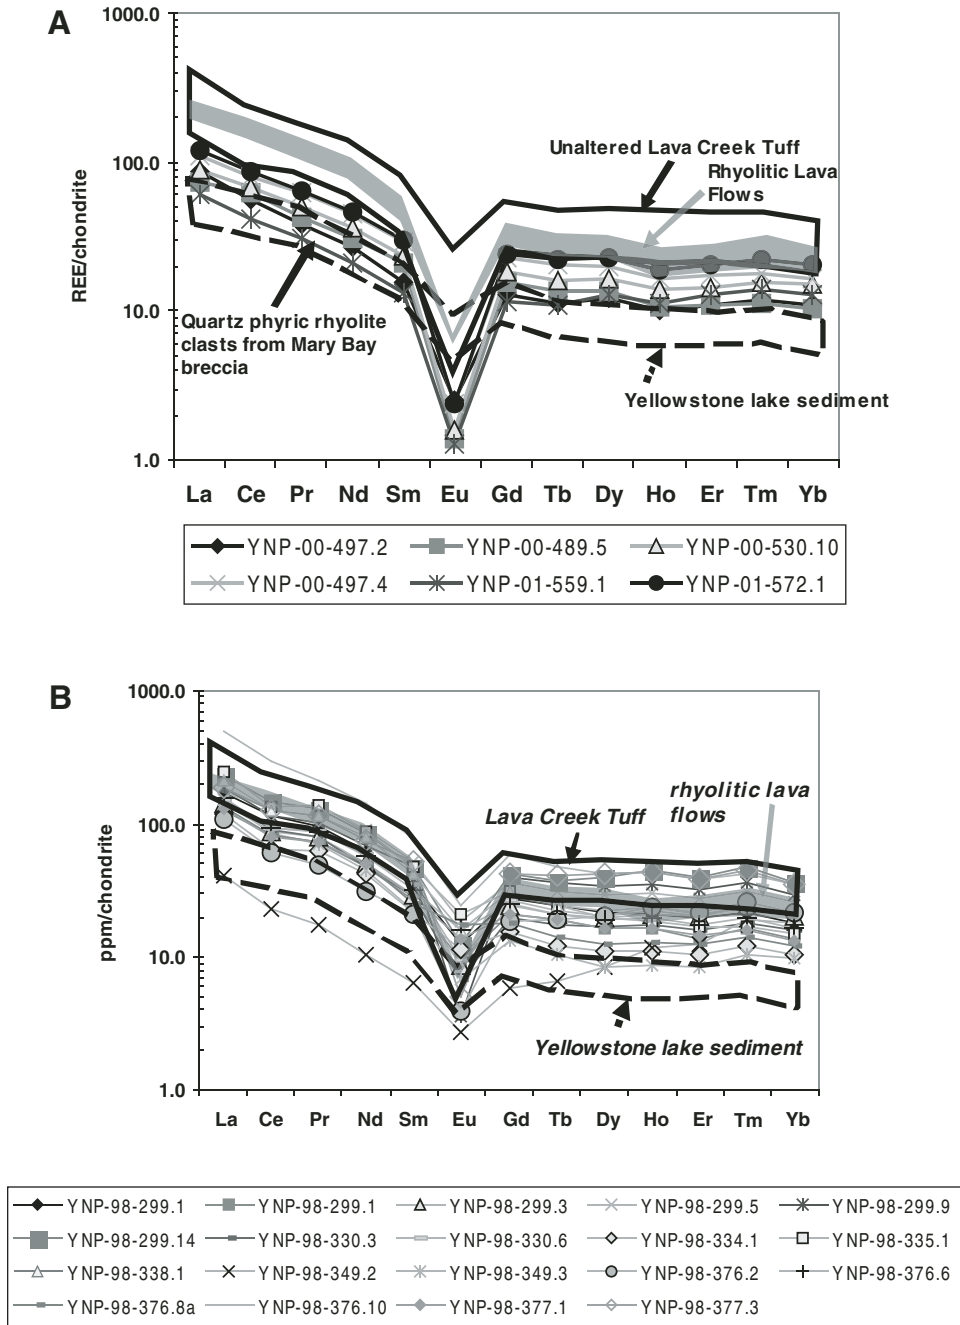 A
1000.0
100.0
10.0
1.0
REE/chondrite
Unaltered Lava Creek Tuff
Rhyolitic Lava
Flows
Quartz phyric rhyolite
clasts from Mary Bay
breccia
Yellowstone lake sediment
La Ce Pr Nd Sm Eu Gd Tb Dy Ho Er Tm Yb
YNP-00-497.2 YNP-00-489.5 YNP-00-530.10
YNP-00-497.4 YNP-01-559.1 YNP-01-572.1
B
1000.0
100.0
10.0
1.0
ppm/chondrite
rhyolitic lava
flows
Lava Creek Tuff
Yellowstone lake sediment
La Ce Pr Nd Sm Eu Gd Tb Dy Ho Er Tm Yb
YNP-98-299.1 YNP-98-299.1 YNP-98-299.3 YNP-98-299.5 YNP-98-299.9
YNP-98-299.14 YNP-98-330.3 YNP-98-330.6 YNP-98-334.1 YNP-98-335.1
YNP-98-338.1 YNP-98-349.2 YNP-98-349.3 YNP-98-376.2 YNP-98-376.6
YNP-98-376.8a YNP-98-376.10 YNP-98-377.1 YNP-98-377.3